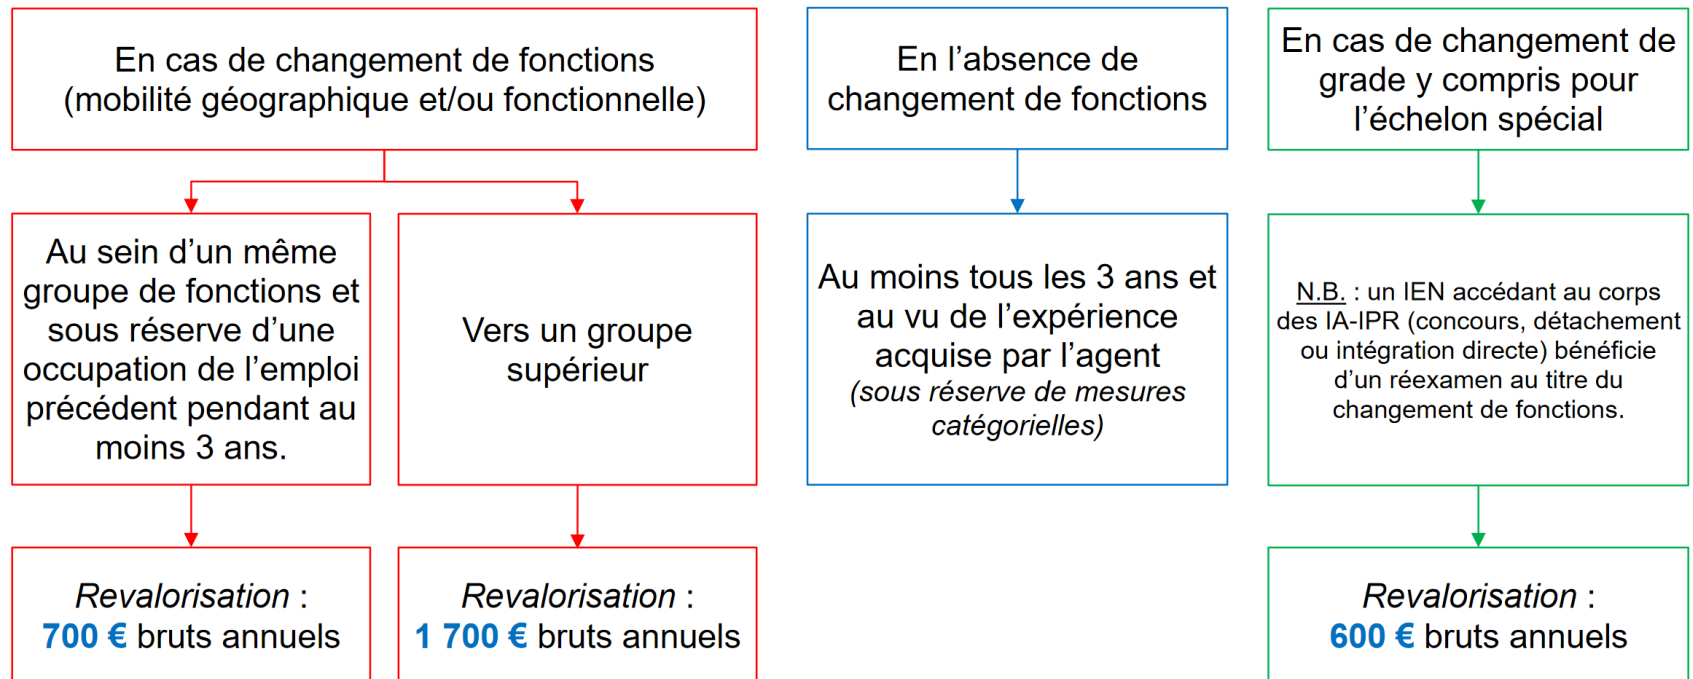 En cas de changement de fonctions
(mobilité géographique et/ou fonctionnelle)
En l’absence de
changement de fonctions
En cas de changement de
grade y compris pour
l’échelon spécial
Au sein d’un même
groupe de fonctions et
sous réserve d’une
occupation de l’emploi
précédent pendant au
moins 3 ans.
Vers un groupe
supérieur
Au moins tous les 3 ans et
au vu de l’expérience
acquise par l’agent
(sous réserve de mesures
catégorielles)
N.B. : un IEN accédant au corps
des IA-IPR (concours, détachement
ou intégration directe) bénéficie
d’un réexamen au titre du
changement de fonctions.
Revalorisation :
700 € bruts annuels
Revalorisation :
1 700 € bruts annuels
Revalorisation :
600 € bruts annuels